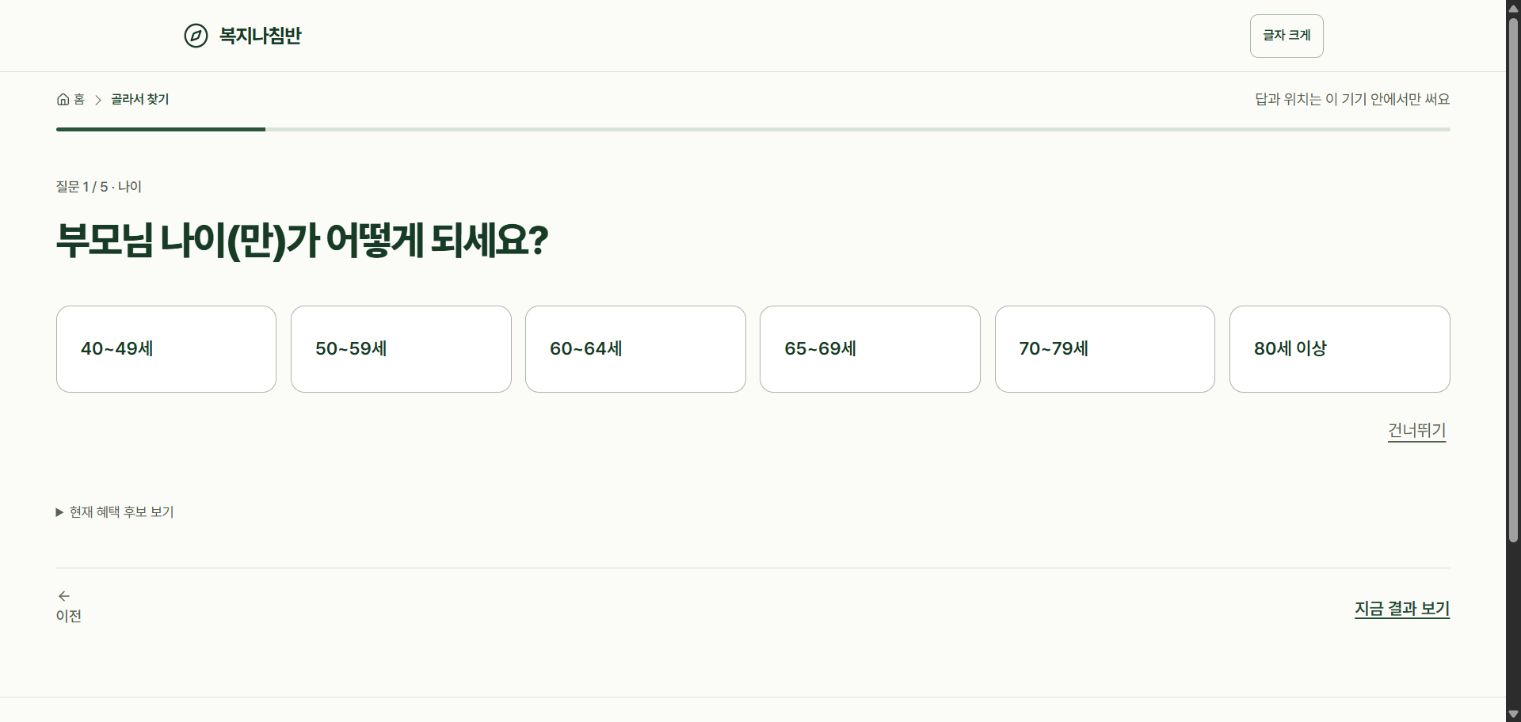 복지나침반
글자 크게
홈 > 골라서 찾기
답과 위치는 이 기기 안에서만 써요
질문 1 / 5 · 나이
부모님 나이(만)가 어떻게 되세요?
40~49세
50~59세
60~64세
65~69세
70~79세
80세 이상
건너뛰기
▶ 현재 혜택 후보 보기
←
이전
지금 결과 보기